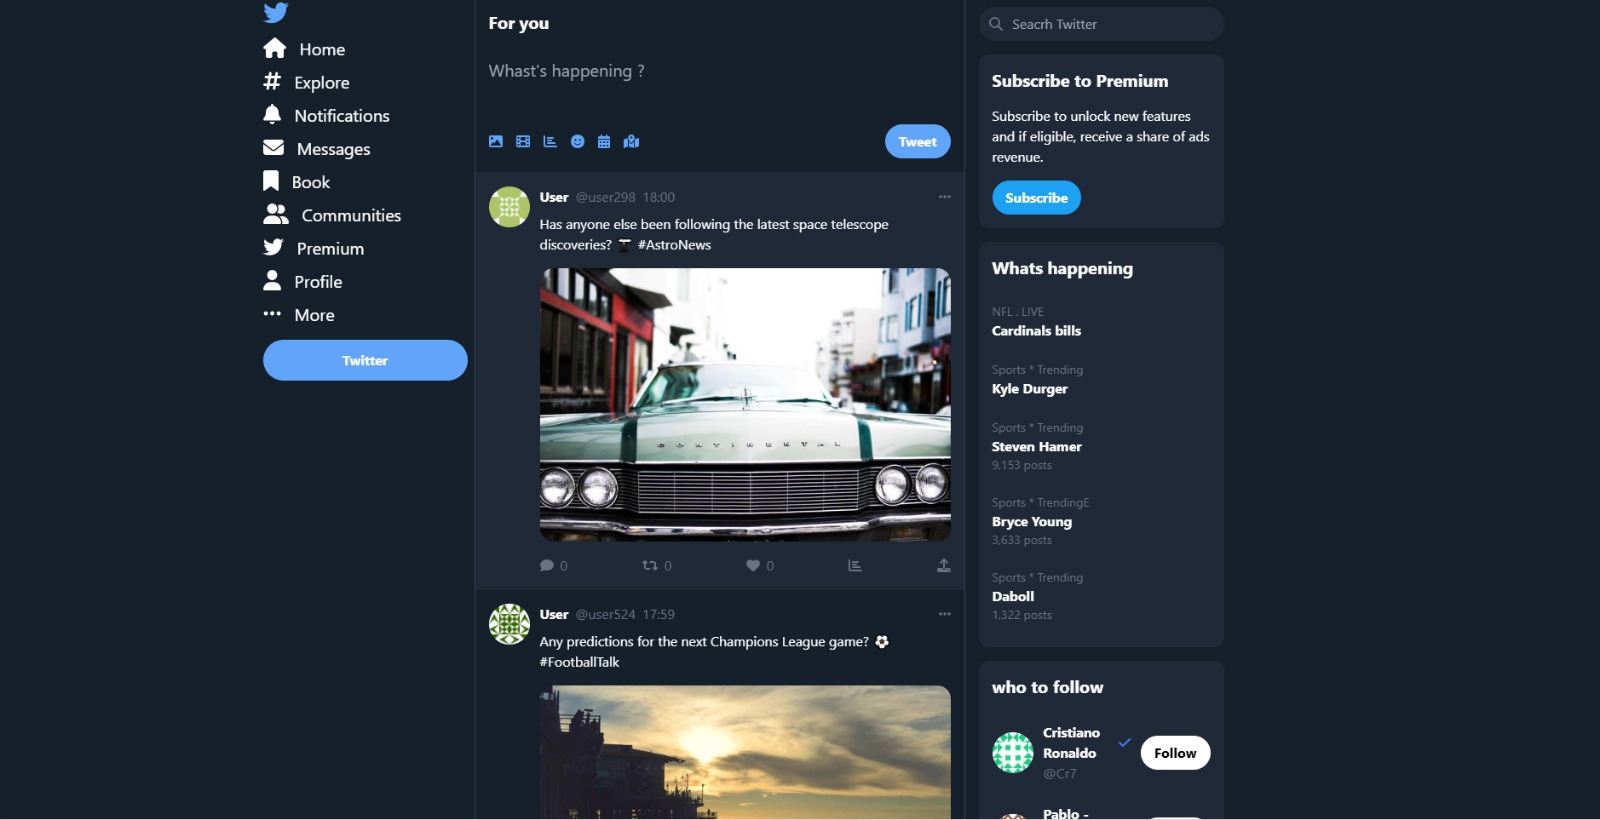 Home
Explore
Notifications
Messages
Book
Communities
Premium
Profile
More
Twitter
For you
Whast's happening ?
Tweet
User @user298 18:00
Has anyone else been following the latest space telescope
discoveries? 🔭 #AstroNews
CONTINENTAL
0 0 0
User @user524 17:59
Any predictions for the next Champions League game? ⚽
#FootballTalk
Seacrh Twitter
Subscribe to Premium
Subscribe to unlock new features
and if eligible, receive a share of ads
revenue.
Subscribe
Whats happening
NFL . LIVE
Cardinals bills
Sports * Trending
Kyle Durger
Sports * Trending
Steven Hamer
9,153 posts
Sports * TrendingE
Bryce Young
3,633 posts
Sports * Trending
Daboll
1,322 posts
who to follow
Cristiano
Ronaldo
@Cr7
Follow
Pablo -